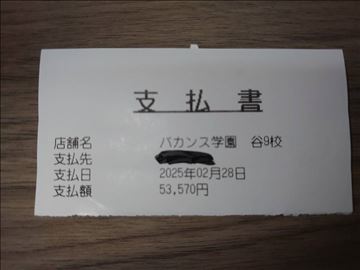 支払書
店舗名 バカンス学園 谷9校
支払先
支払日 2025年02月28日
支払額 53,570円